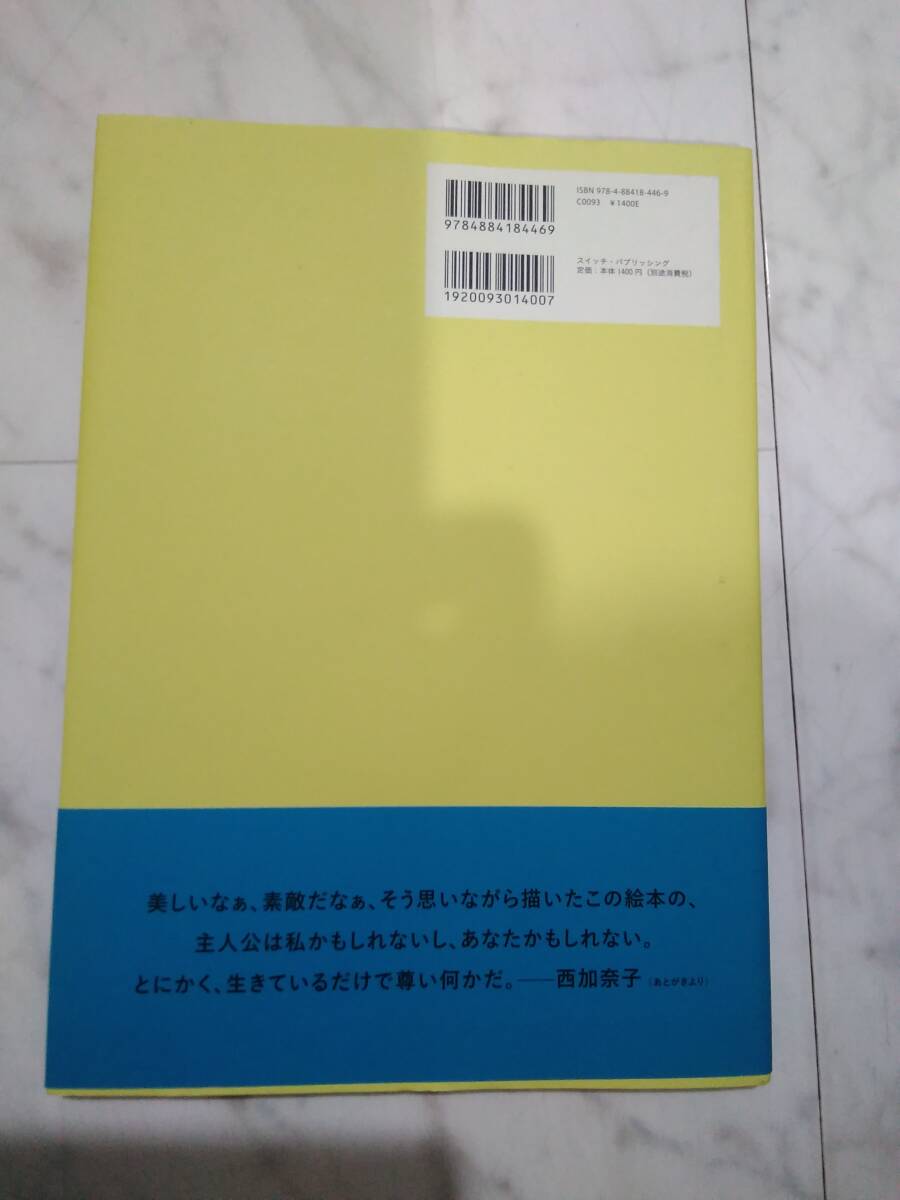 ISBN 978-4-88418-446-9
C0093 ￥1400E
9784884184469
スイッチ・パブリッシング
定価：本体1400円（別途消費税）
1920093014007
美しいなぁ、素敵だなぁ、そう思いながら描いたこの絵本の、
主人公は私かもしれないし、あなたかもしれない。
とにかく、生きているだけで尊い何かだ。──西加奈子（あとがきより）